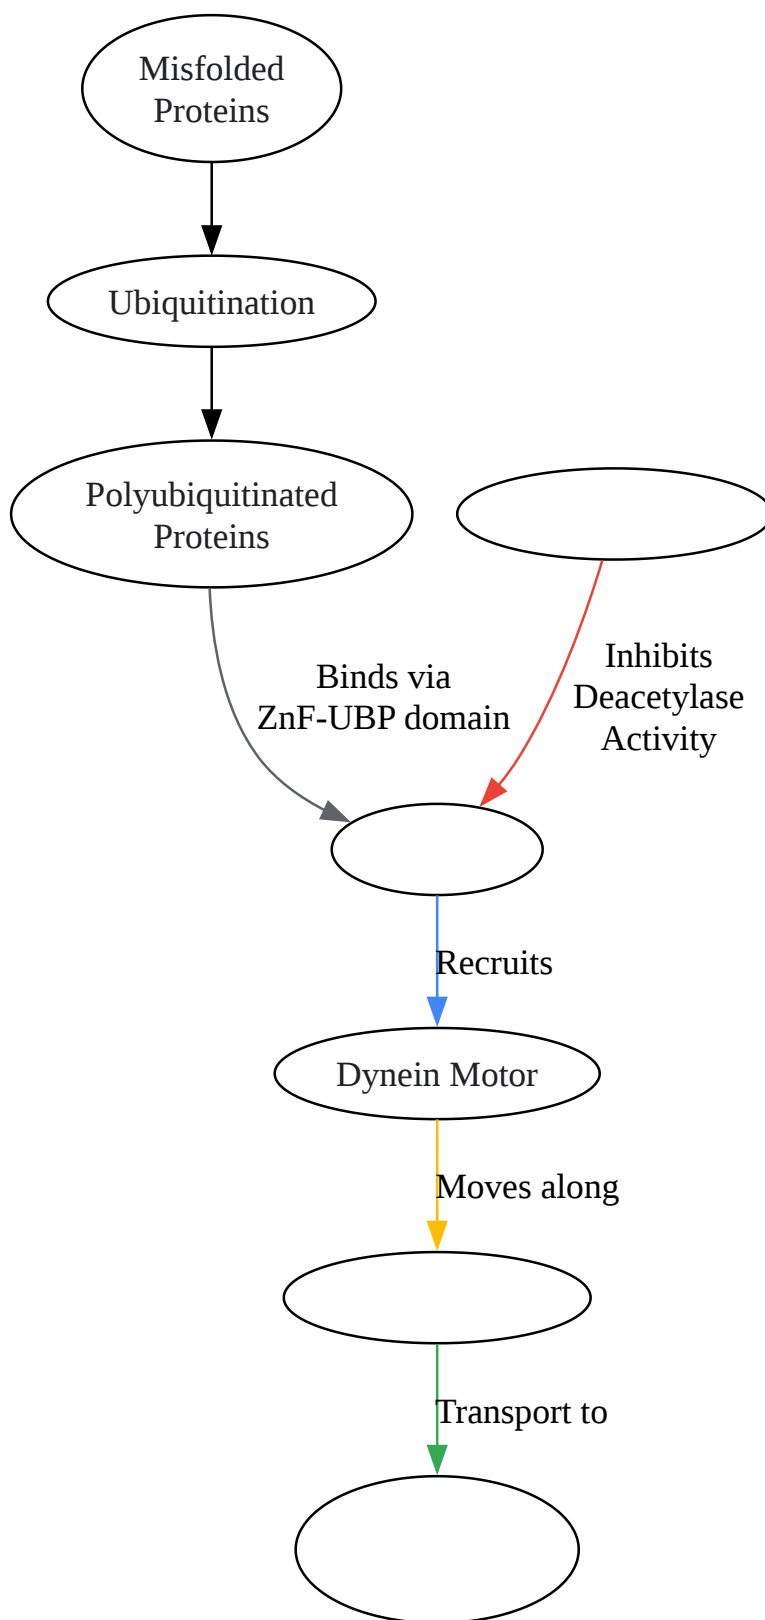 Misfolded
Proteins
Ubiquitination
Polyubiquitinated
Proteins
Binds via
ZnF-UBP domain
Inhibits
Deacetylase
Activity
Recruits
Dynein Motor
Moves along
Transport to